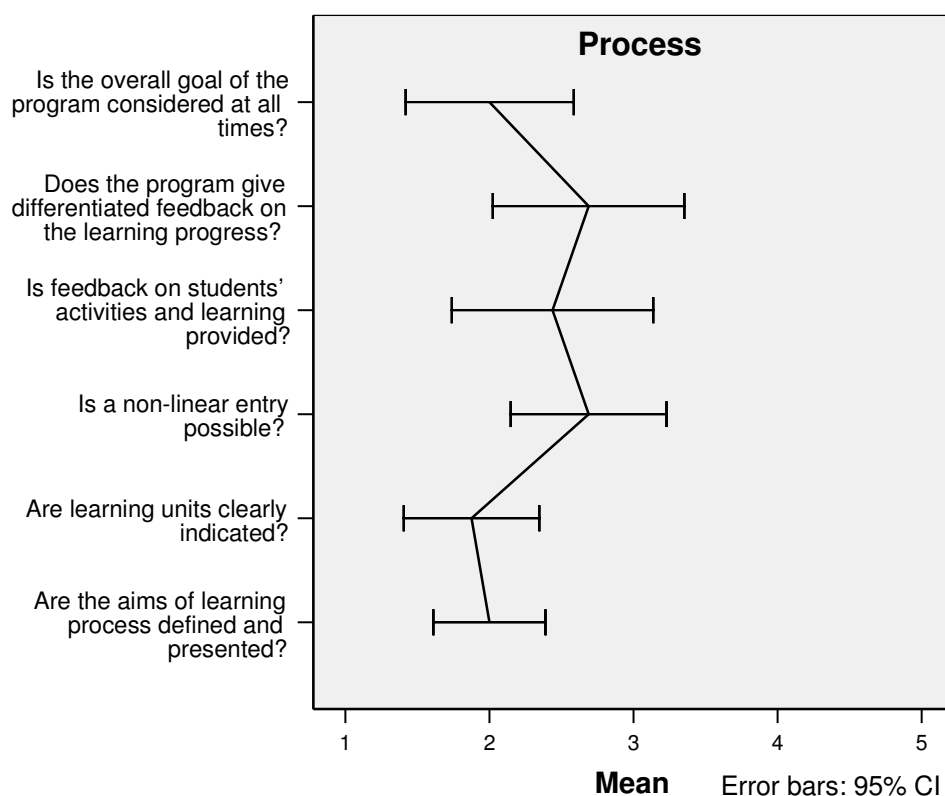 Process
Is the overall goal of the
program considered at all
times?
Does the program give
differentiated feedback on
the learning progress?
Is feedback on students’
activities and learning
provided?
Is a non-linear entry
possible?
Are learning units clearly
indicated?
Are the aims of learning
process defined and
presented?
1 2 3 4 5
Mean Error bars: 95% CI